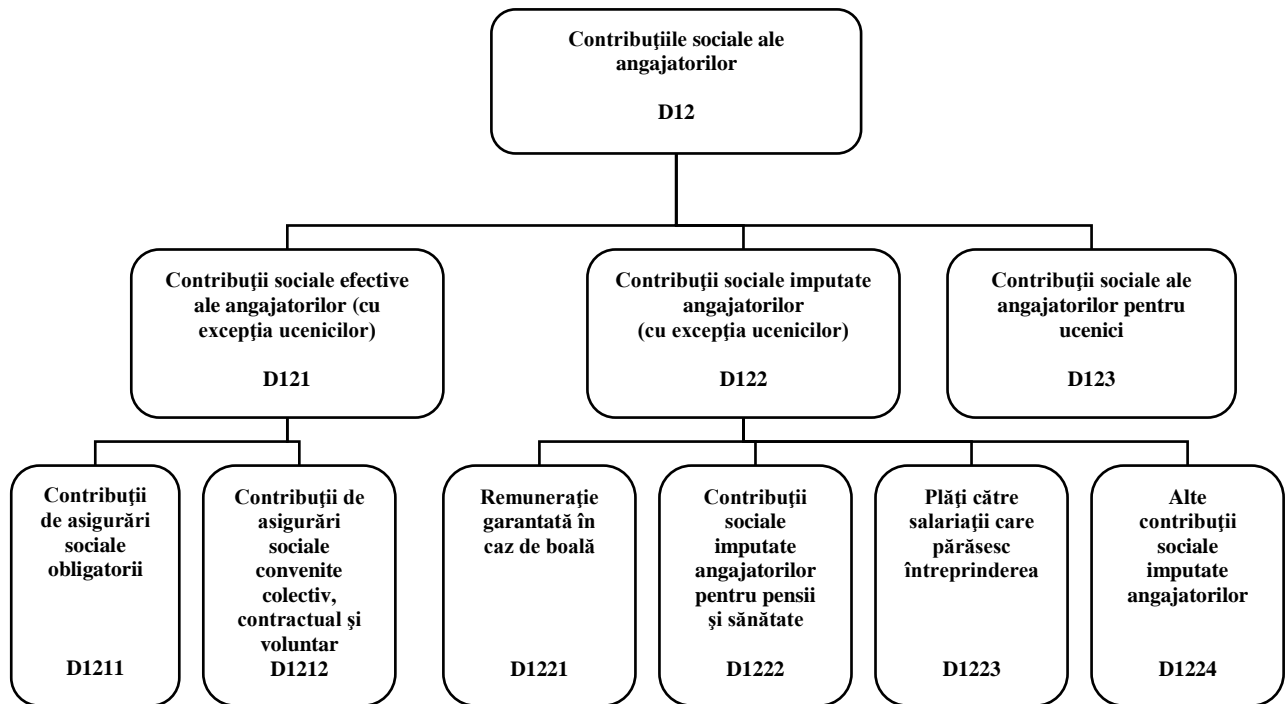 Contribuţiile sociale ale
angajatorilor
D12
Contribuţii sociale efective
ale angajatorilor (cu
excepţia ucenicilor)
D121
Contribuţii sociale imputate
angajatorilor
(cu excepţia ucenicilor)
D122
Contribuţii sociale ale
angajatorilor pentru
ucenici
D123
Contribuţii
de asigurări
sociale
obligatorii
D1211
Contribuţii de
asigurări
sociale
convenite
colectiv,
contractual şi
voluntar
D1212
Remuneraţie
garantată în
caz de boală
D1221
Contribuţii
sociale
imputate
angajatorilor
pentru pensii
şi sănătate
D1222
Plăţi către
salariaţii care
părăsesc
întreprinderea
D1223
Alte
contribuţii
sociale
imputate
angajatorilor
D1224